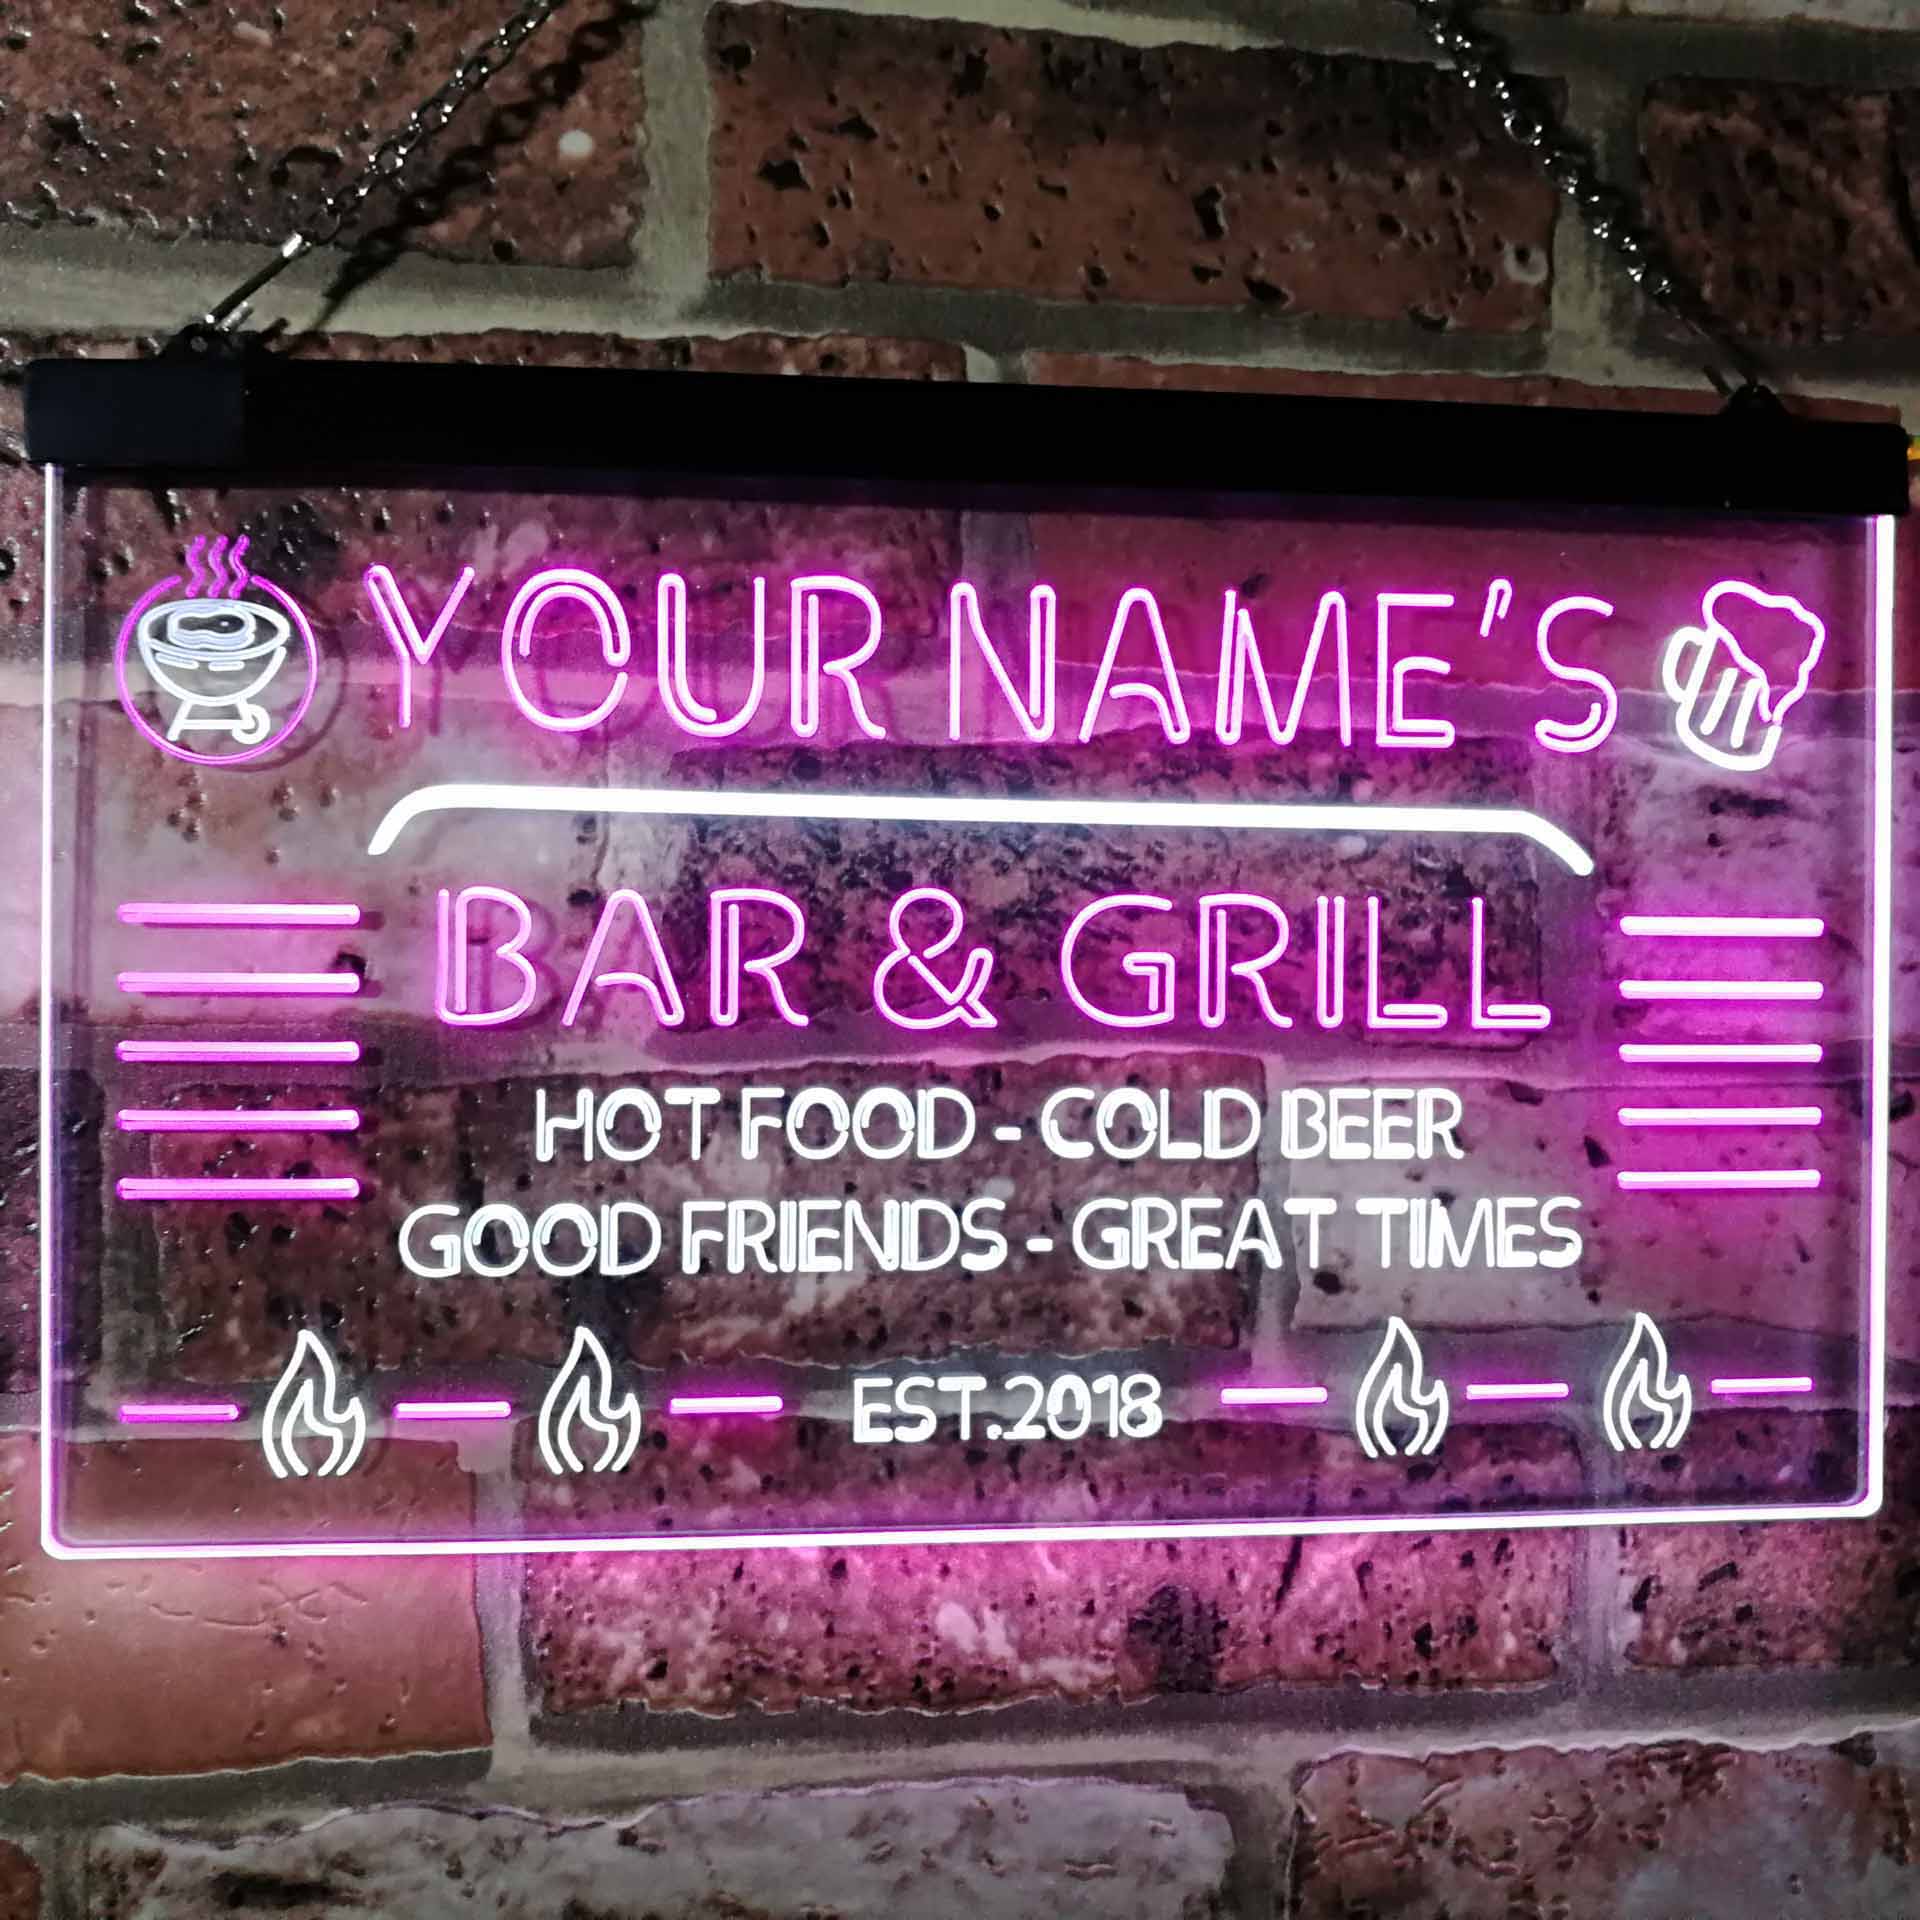 YOUR NAME'S
BAR & GRILL
HOT FOOD - COLD BEER
GOOD FRIENDS - GREAT TIMES
EST.2018